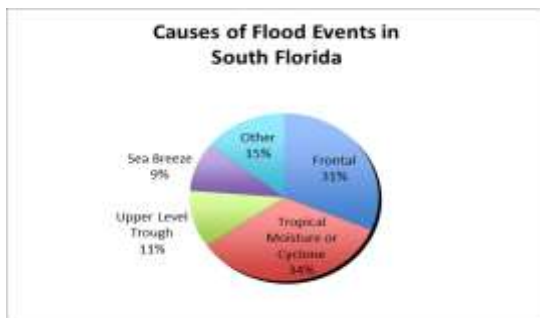 Causes of Flood Events in
South Florida
Other
15%
Frontal
31%
Sea Breeze
9%
Upper Level
Trough
11%
Tropical
Moisture or
Cyclone
34%